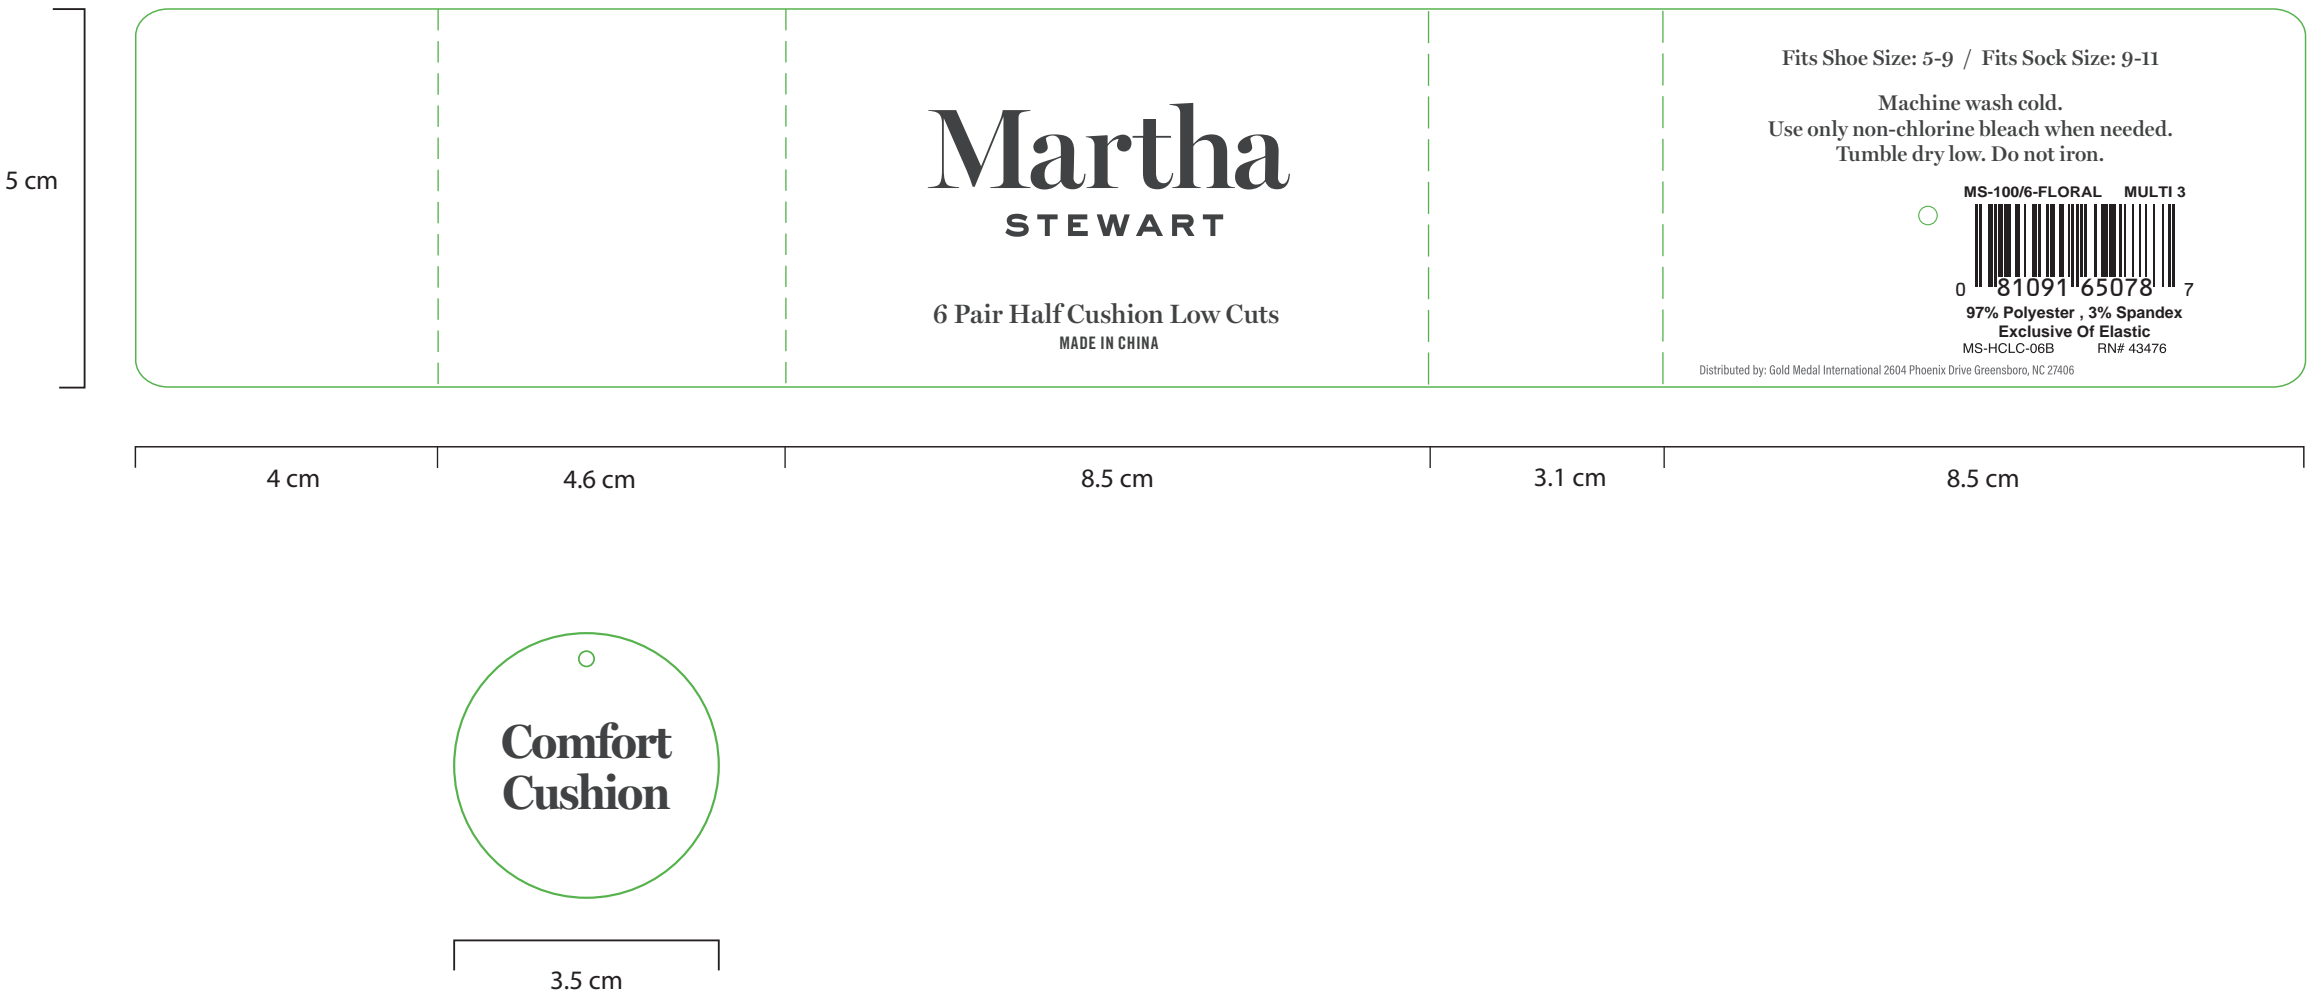 5 cm
Martha
STEWART
6 Pair Half Cushion Low Cuts
MADE IN CHINA
Fits Shoe Size: 5-9 / Fits Sock Size: 9-11
Machine wash cold.
Use only non-chlorine bleach when needed.
Tumble dry low. Do not iron.
MS-100/6-FLORAL MULTI 3
0 81091 65078 7
97% Polyester , 3% Spandex
Exclusive Of Elastic
MS-HCLC-06B RN# 43476
Distributed by: Gold Medal International 2604 Phoenix Drive Greensboro, NC 27406
4 cm 4.6 cm 8.5 cm 3.1 cm 8.5 cm
Comfort
Cushion
3.5 cm